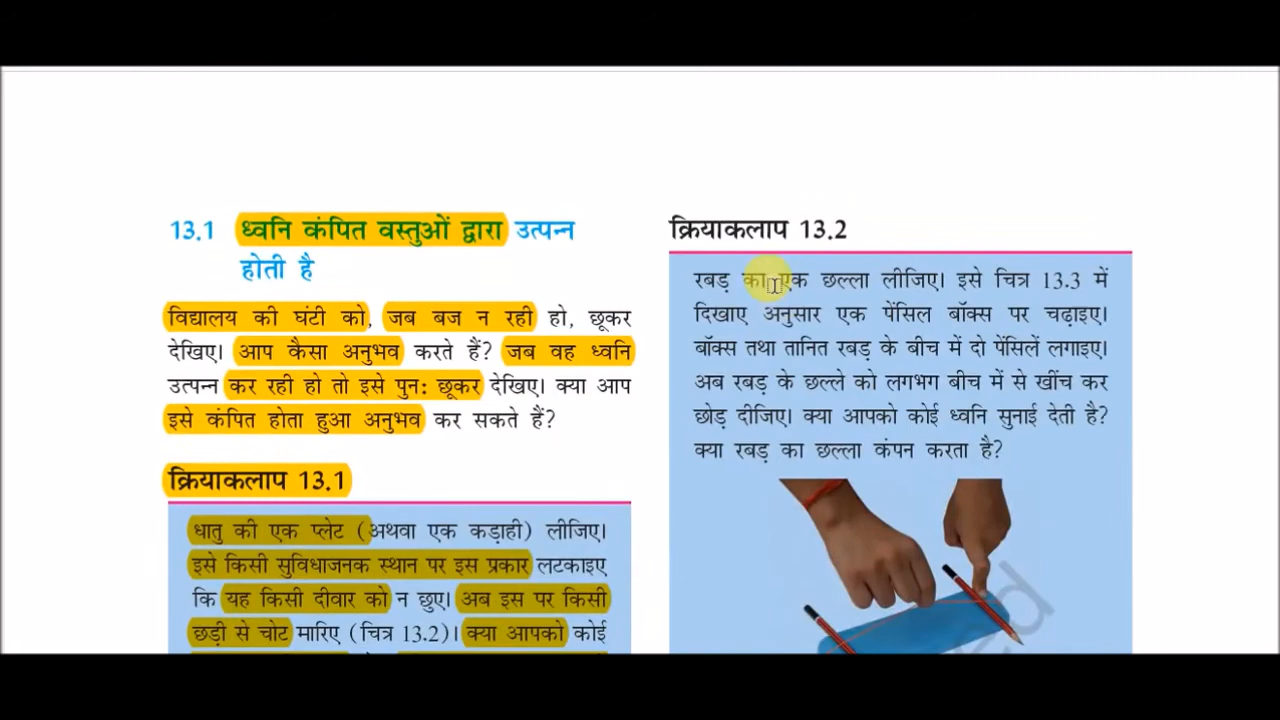 13.1 ध्वनि कंपित वस्तुओं द्वारा उत्पन्न
होती है
विद्यालय की घंटी को, जब बज न रही हो, छूकर
देखिए। आप कैसा अनुभव करते हैं? जब वह ध्वनि
उत्पन्न कर रही हो तो इसे पुन: छूकर देखिए। क्या आप
इसे कंपित होता हुआ अनुभव कर सकते हैं?
क्रियाकलाप 13.1
धातु की एक प्लेट (अथवा एक कड़ाही) लीजिए।
इसे किसी सुविधाजनक स्थान पर इस प्रकार लटकाइए
कि यह किसी दीवार को न छुए। अब इस पर किसी
छड़ी से चोट मारिए (चित्र 13.2)। क्या आपको कोई
क्रियाकलाप 13.2
रबड़ का एक छल्ला लीजिए। इसे चित्र 13.3 में
दिखाए अनुसार एक पेंसिल बॉक्स पर चढ़ाइए।
बॉक्स तथा तानित रबड़ के बीच में दो पेंसिलें लगाइए।
अब रबड़ के छल्ले को लगभग बीच में से खींच कर
छोड़ दीजिए। क्या आपको कोई ध्वनि सुनाई देती है?
क्या रबड़ का छल्ला कंपन करता है?